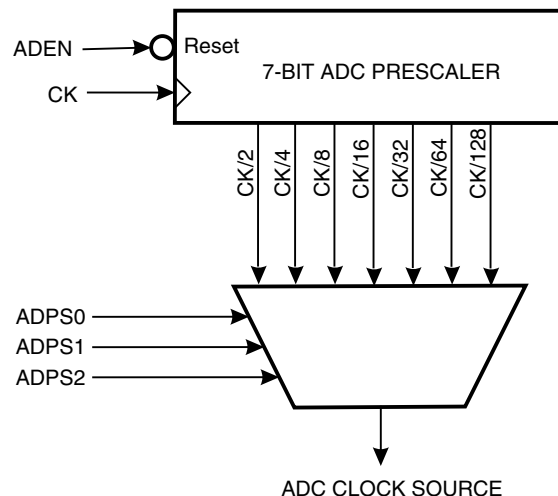 ADEN
Reset
7-BIT ADC PRESCALER
CK
CK/2
CK/4
CK/8
CK/16
CK/32
CK/64
CK/128
ADPS0
ADPS1
ADPS2
ADC CLOCK SOURCE